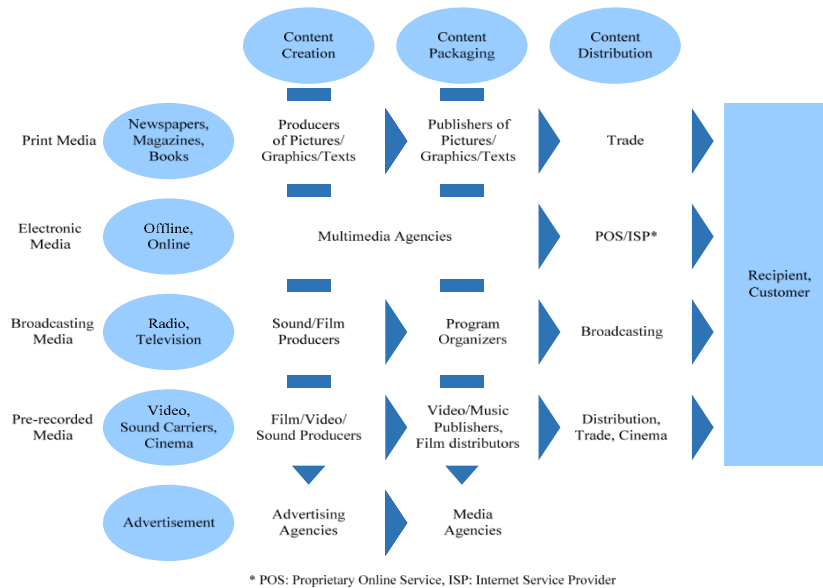 Content
Creation
Content
Packaging
Content
Distribution
Print Media
Newspapers,
Magazines,
Books
Producers
of Pictures/
Graphics/Texts
Publishers of
Pictures/
Graphics/Texts
Trade
Electronic
Media
Offline,
Online
Multimedia Agencies
POS/ISP*
Recipient,
Customer
Broadcasting
Media
Radio,
Television
Sound/Film
Producers
Program
Organizers
Broadcasting
Pre-recorded
Media
Video,
Sound Carriers,
Cinema
Film/Video/
Sound Producers
Video/Music
Publishers,
Film distributors
Distribution,
Trade, Cinema
Advertisement
Advertising
Agencies
Media
Agencies
* POS: Proprietary Online Service, ISP: Internet Service Provider